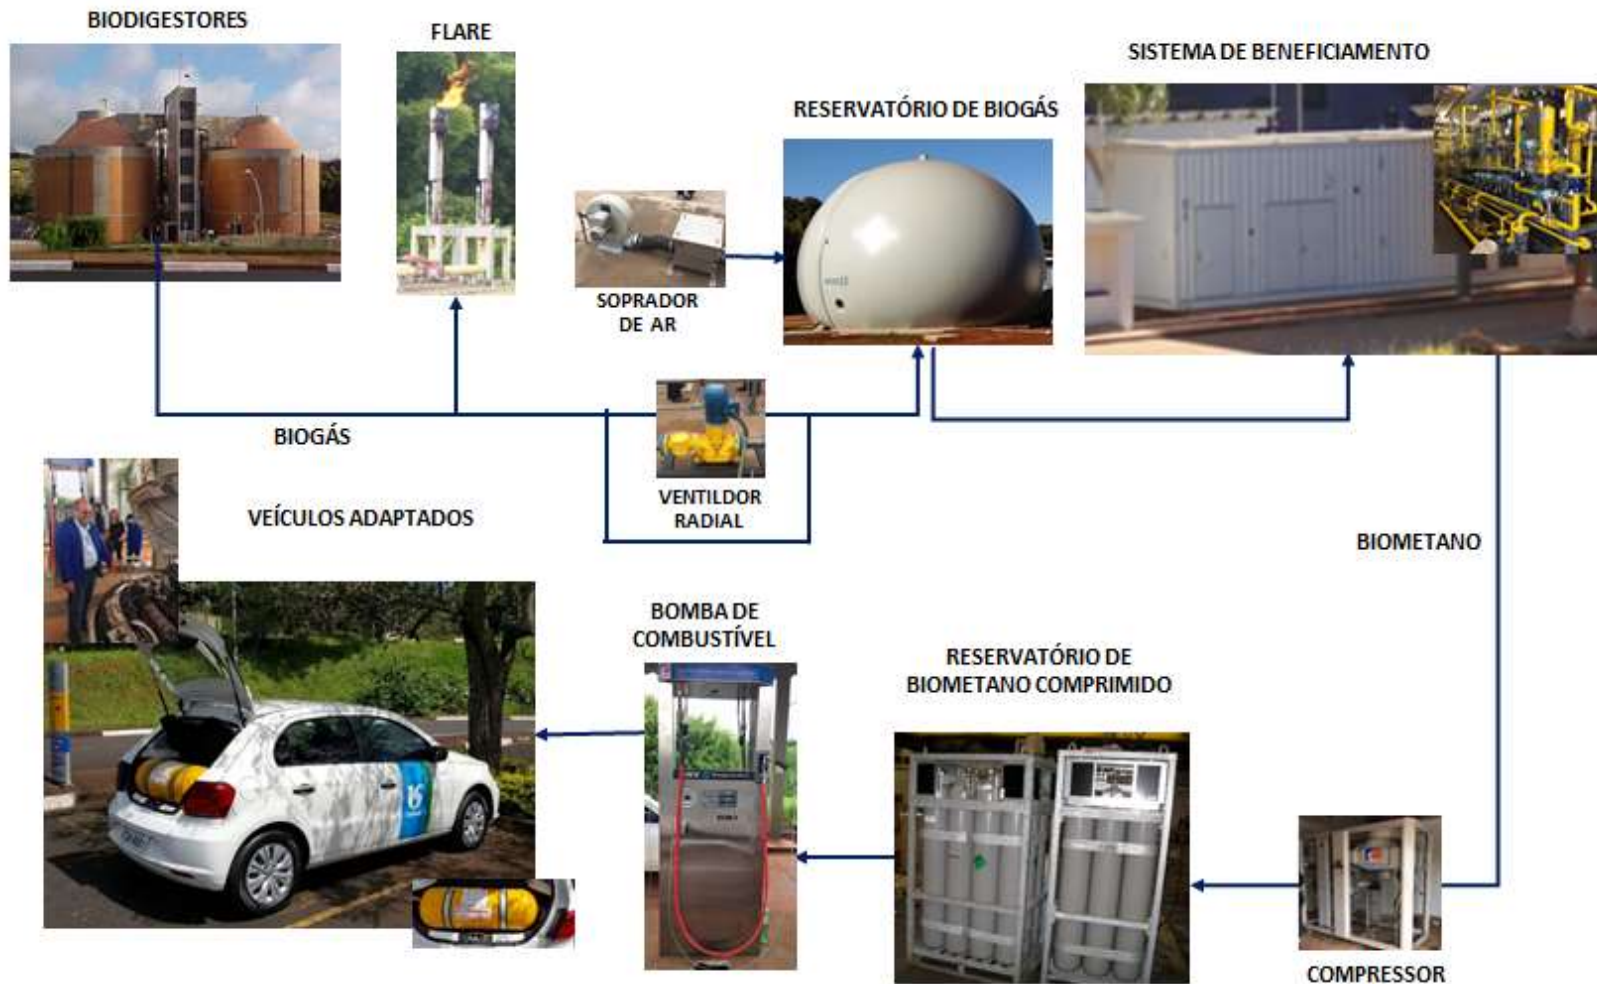 BIODIGESTORES
FLARE
SISTEMA DE BENEFICIAMENTO
RESERVATÓRIO DE BIOGÁS
SOPRADOR
DE AR
BIOGÁS
VENTILDOR
RADIAL
VEÍCULOS ADAPTADOS
BIOMETANO
BOMBA DE
COMBUSTÍVEL
RESERVATÓRIO DE
BIOMETANO COMPRIMIDO
COMPRESSOR